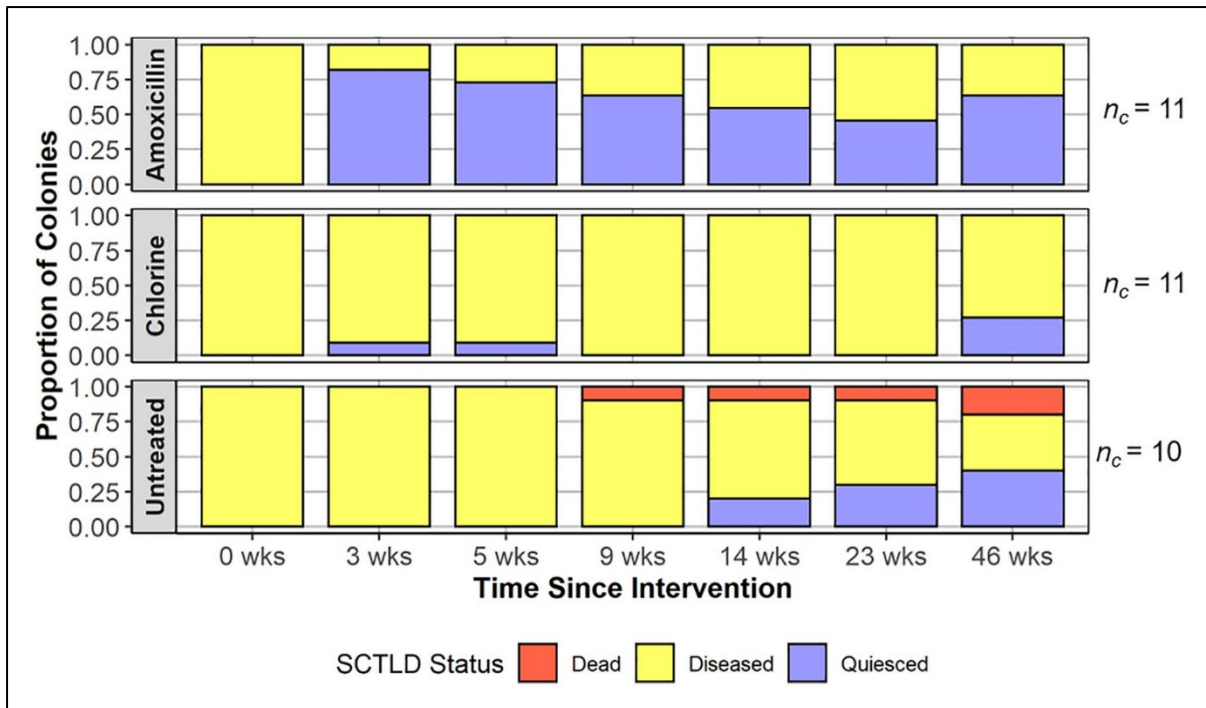 Proportion of Colonies
Amoxicillin
1.00
0.75
0.50
0.25
0.00
n_c = 11
Chlorine
1.00
0.75
0.50
0.25
0.00
n_c = 11
Untreated
1.00
0.75
0.50
0.25
0.00
n_c = 10
0 wks 3 wks 5 wks 9 wks 14 wks 23 wks 46 wks
Time Since Intervention
SCTLD Status Dead Diseased Quiesced